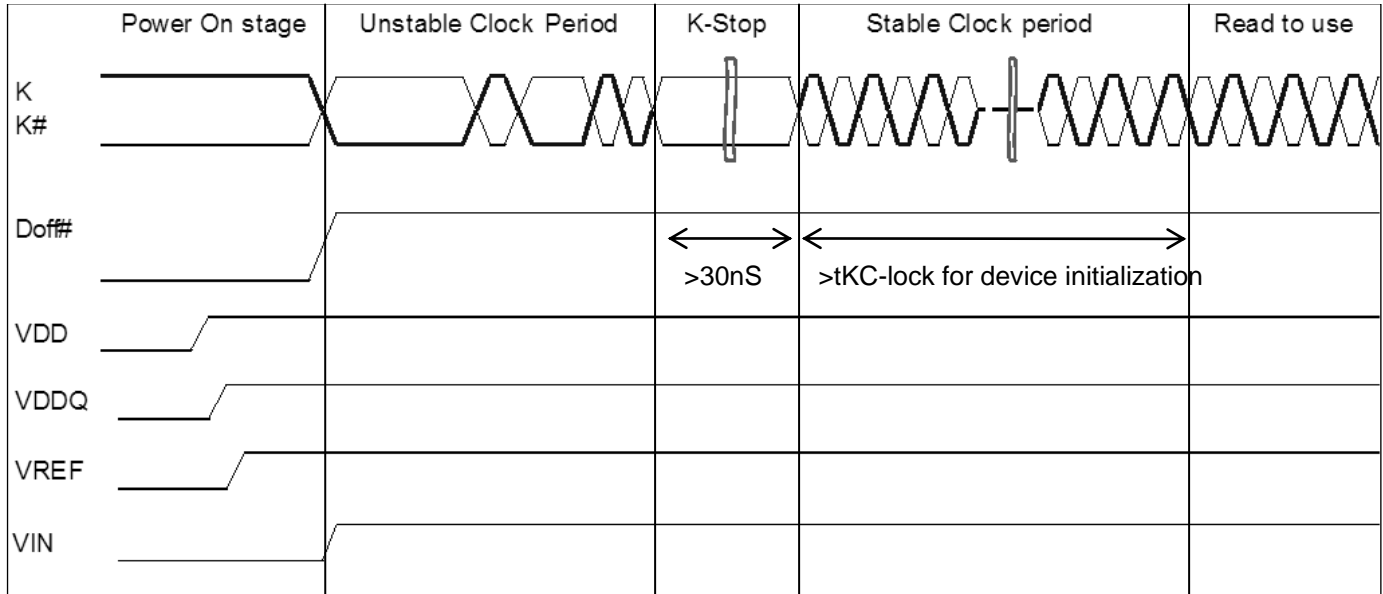 Power On stage
Unstable Clock Period
K-Stop
Stable Clock period
Read to use
K
K#
Doff#
>30nS
>tKC-lock for device initialization
VDD
VDDQ
VREF
VIN